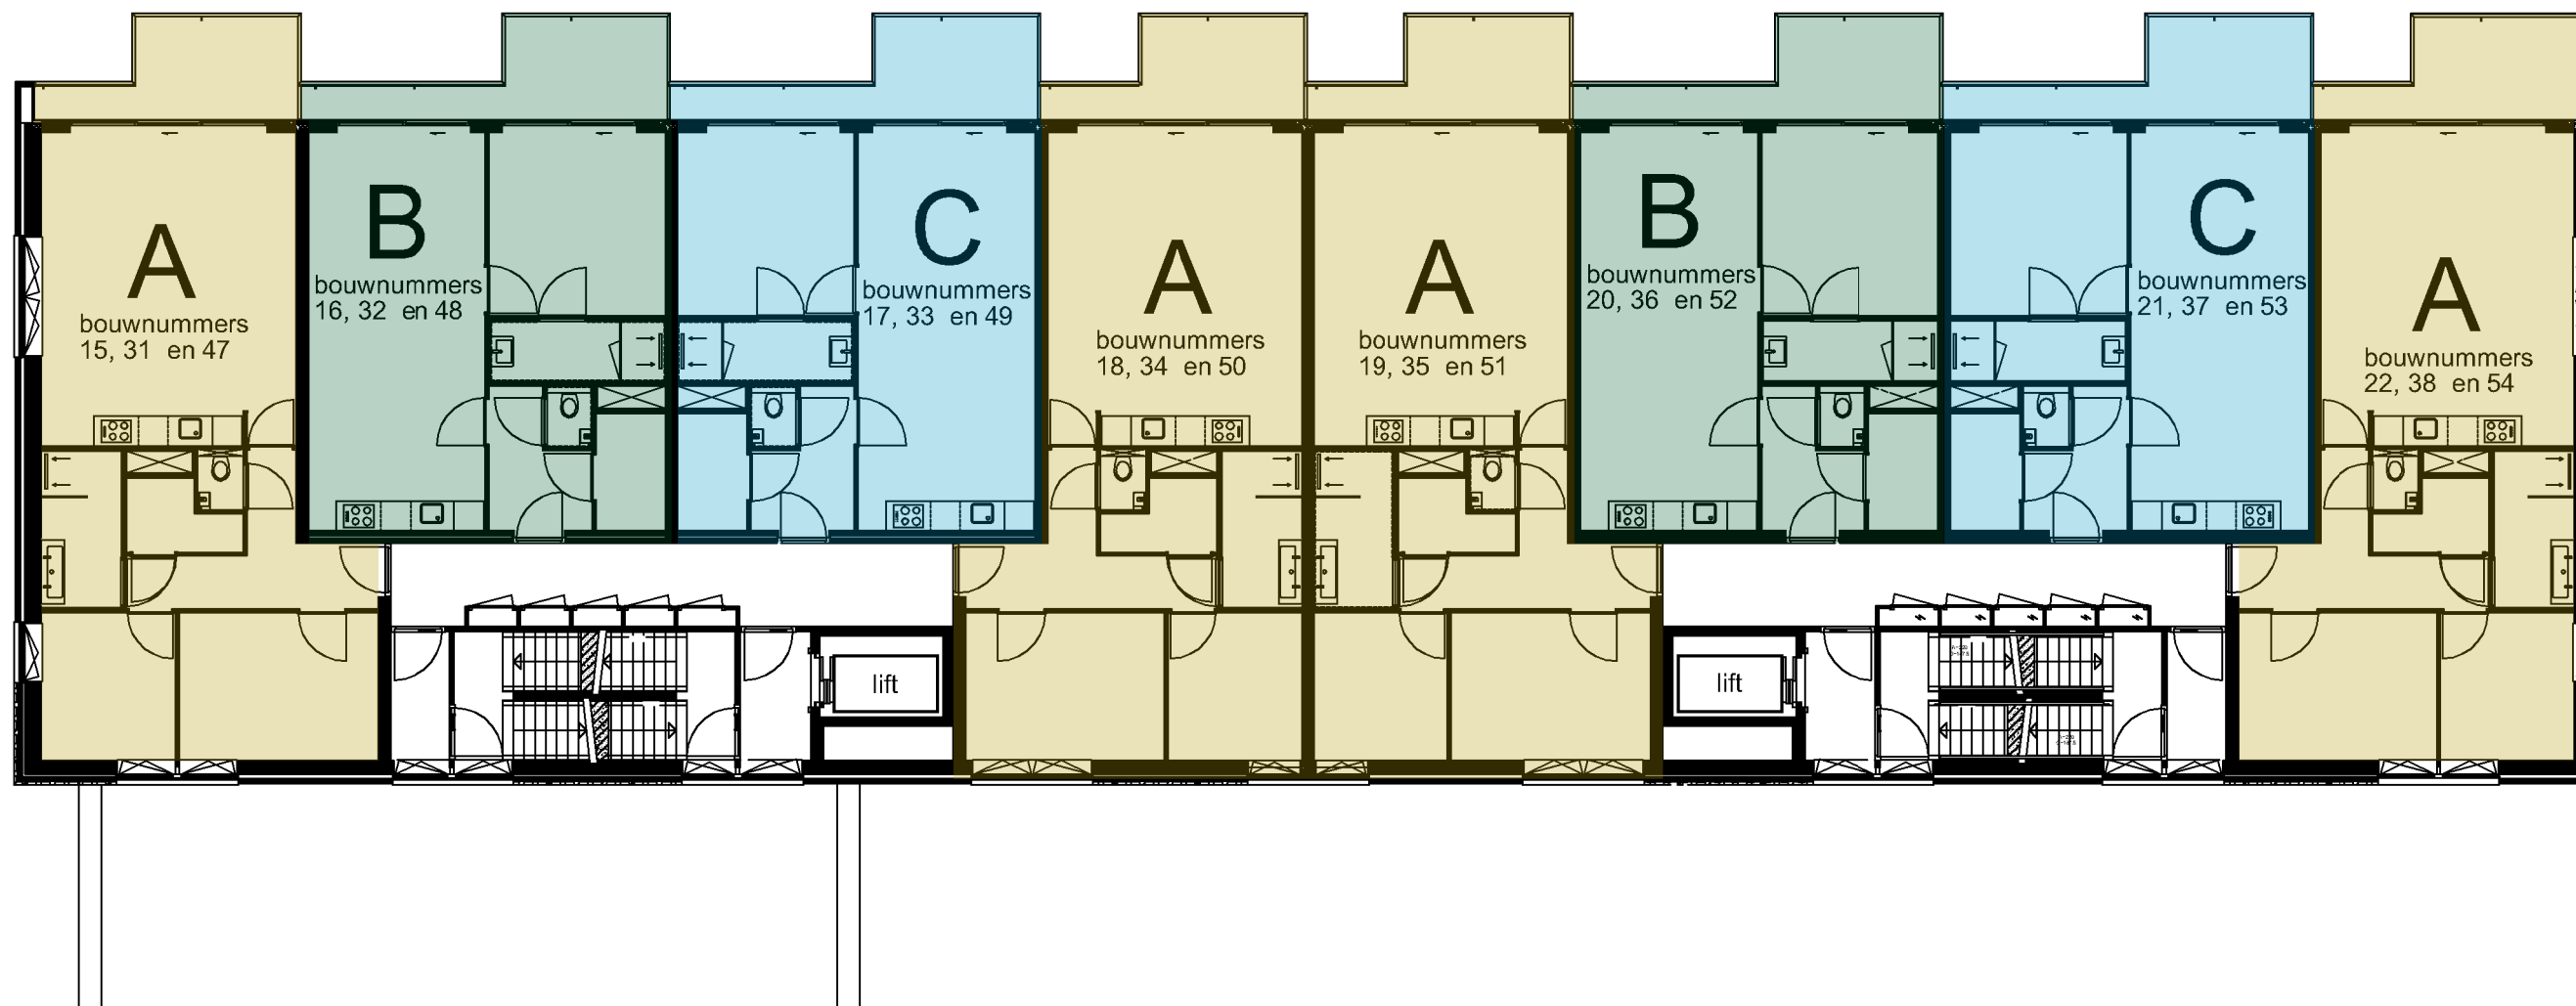 A
bouwnummers
15, 31 en 47
B
bouwnummers
16, 32 en 48
C
bouwnummers
17, 33 en 49
A
bouwnummers
18, 34 en 50
A
bouwnummers
19, 35 en 51
B
bouwnummers
20, 36 en 52
C
bouwnummers
21, 37 en 53
A
bouwnummers
22, 38 en 54
lift
lift